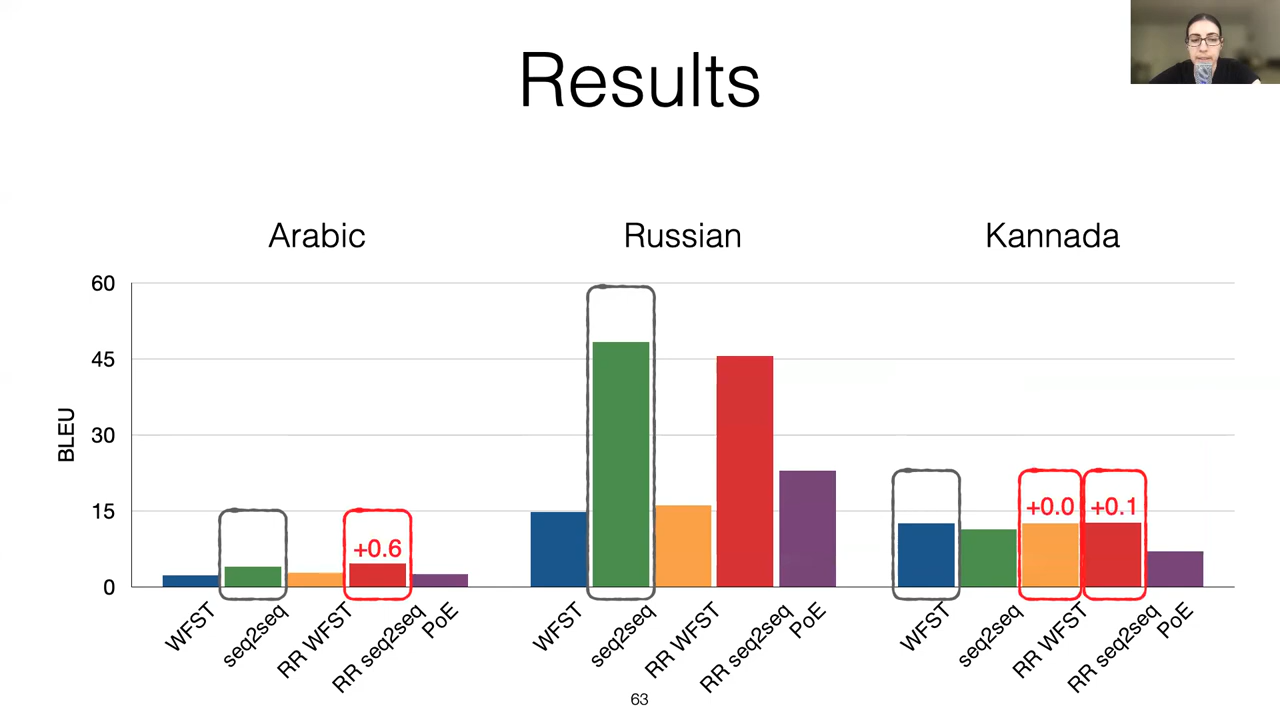 Results
Arabic
Russian
Kannada
60
45
30
15
0
BLEU
+0.6
+0.0
+0.1
WFST
seq2seq
RR WFST
RR seq2seq
PoE
WFST
seq2seq
RR WFST
RR seq2seq
PoE
WFST
seq2seq
RR WFST
RR seq2seq
PoE
63